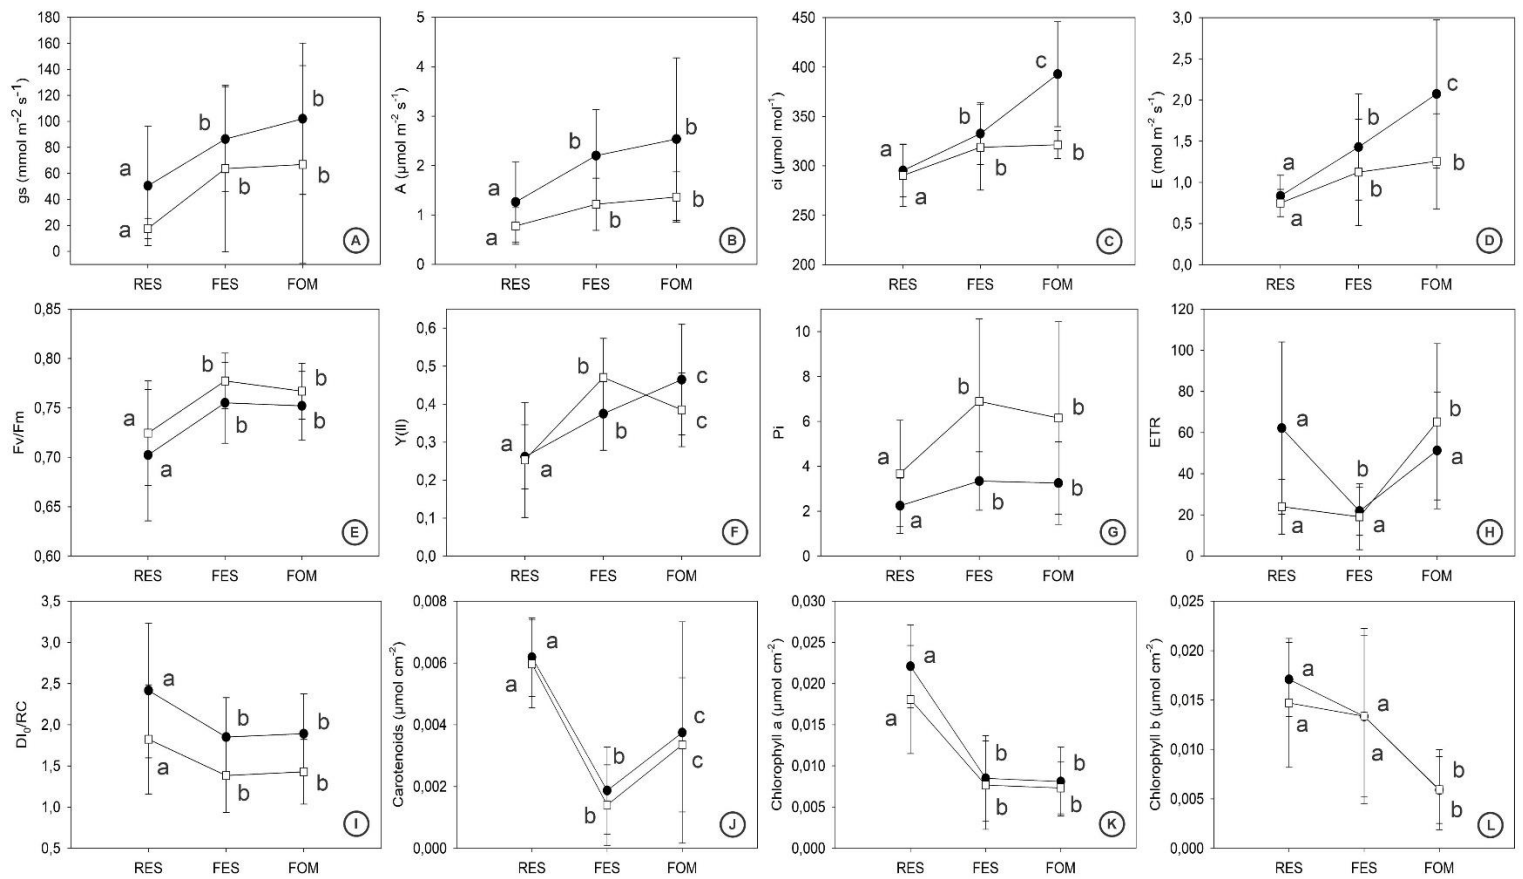 gs (mmol m⁻² s⁻¹)
180
160
140
120
100
80
60
40
20
0
a
b
b
a
b
b
A
RES FES FOM
A (µmol m⁻² s⁻¹)
5
4
3
2
1
0
a
b
b
a
b
b
B
RES FES FOM
ci (µmol mol⁻¹)
450
400
350
300
250
200
a
b
c
a
b
b
C
RES FES FOM
E (mol m⁻² s⁻¹)
3,0
2,5
2,0
1,5
1,0
0,5
0,0
a
b
c
a
b
b
D
RES FES FOM
Fv/Fm
0,85
0,80
0,75
0,70
0,65
0,60
a
b
b
a
b
b
E
RES FES FOM
Y(II)
0,6
0,5
0,4
0,3
0,2
0,1
0,0
a
b
c
a
b
c
F
RES FES FOM
Pi
10
8
6
4
2
0
a
b
b
a
b
b
G
RES FES FOM
ETR
120
100
80
60
40
20
0
a
b
b
a
a
a
H
RES FES FOM
DI₀/RC
3,5
3,0
2,5
2,0
1,5
1,0
0,5
a
b
b
a
b
b
I
RES FES FOM
Carotenoids (µmol cm⁻²)
0,008
0,006
0,004
0,002
0,000
a
b
c
a
b
c
J
RES FES FOM
Chlorophyll a (µmol cm⁻²)
0,030
0,025
0,020
0,015
0,010
0,005
0,000
a
b
b
a
b
b
K
RES FES FOM
Chlorophyll b (µmol cm⁻²)
0,025
0,020
0,015
0,010
0,005
0,000
a
a
b
a
a
b
L
RES FES FOM